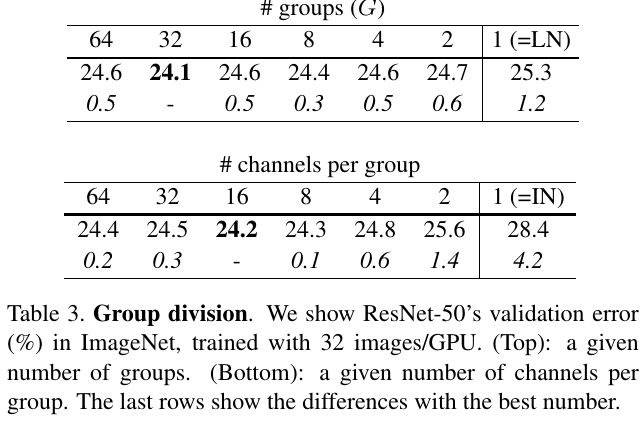 # groups (G)
64 32 16 8 4 2 1 (=LN)
24.6 24.1 24.6 24.4 24.6 24.7 25.3
0.5 - 0.5 0.3 0.5 0.6 1.2
# channels per group
64 32 16 8 4 2 1 (=IN)
24.4 24.5 24.2 24.3 24.8 25.6 28.4
0.2 0.3 - 0.1 0.6 1.4 4.2
Table 3. Group division. We show ResNet-50's validation error
(%) in ImageNet, trained with 32 images/GPU. (Top): a given
number of groups. (Bottom): a given number of channels per
group. The last rows show the differences with the best number.